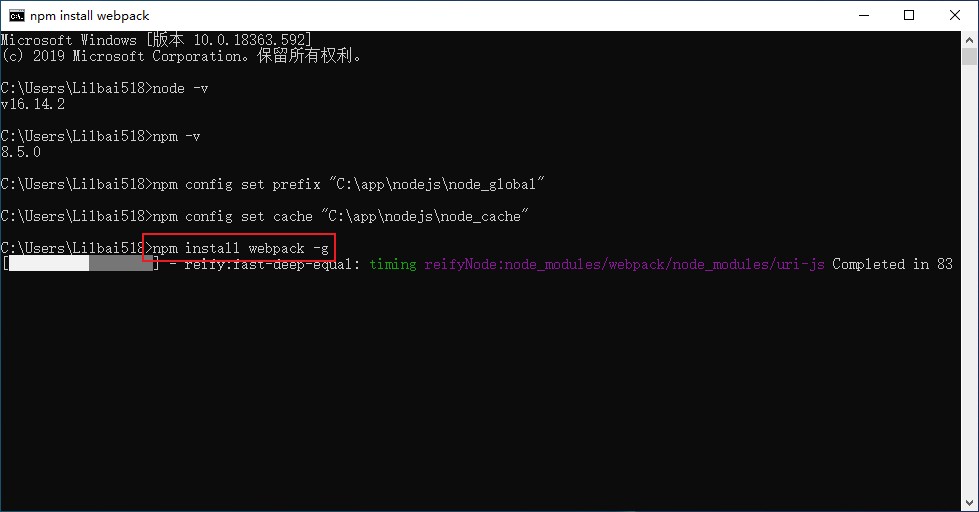 npm install webpack
Microsoft Windows [版本 10.0.18363.592]
(c) 2019 Microsoft Corporation。保留所有权利。
C:\Users\Lilbai518>node -v
v16.14.2
C:\Users\Lilbai518>npm -v
8.5.0
C:\Users\Lilbai518>npm config set prefix "C:\app\nodejs\node_global"
C:\Users\Lilbai518>npm config set cache "C:\app\nodejs\node_cache"
C:\Users\Lilbai518>npm install webpack -g
[ ] - reify:fast-deep-equal: timing reifyNode:node_modules/webpack/node_modules/uri-js Completed in 83